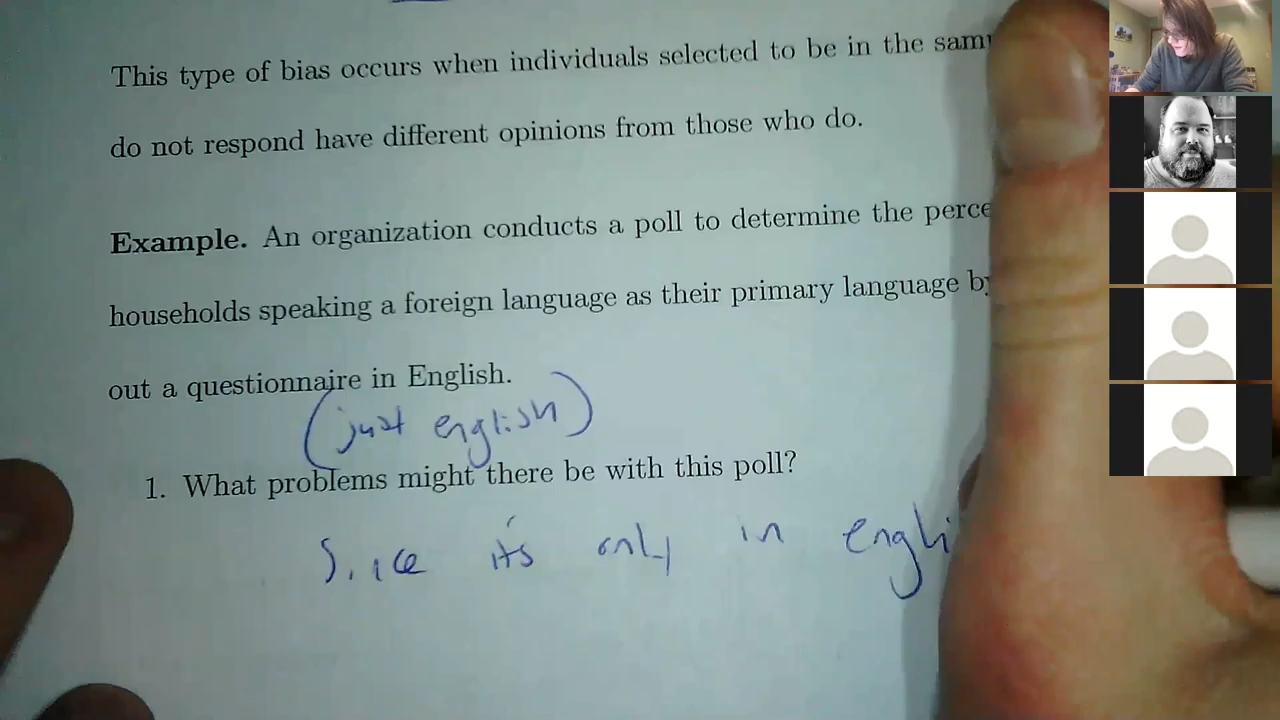 This type of bias occurs when individuals selected to be in the sam
do not respond have different opinions from those who do.
Example. An organization conducts a poll to determine the perce
households speaking a foreign language as their primary language by
out a questionnaire in English.
(just english)
1. What problems might there be with this poll?
Since its only in engli